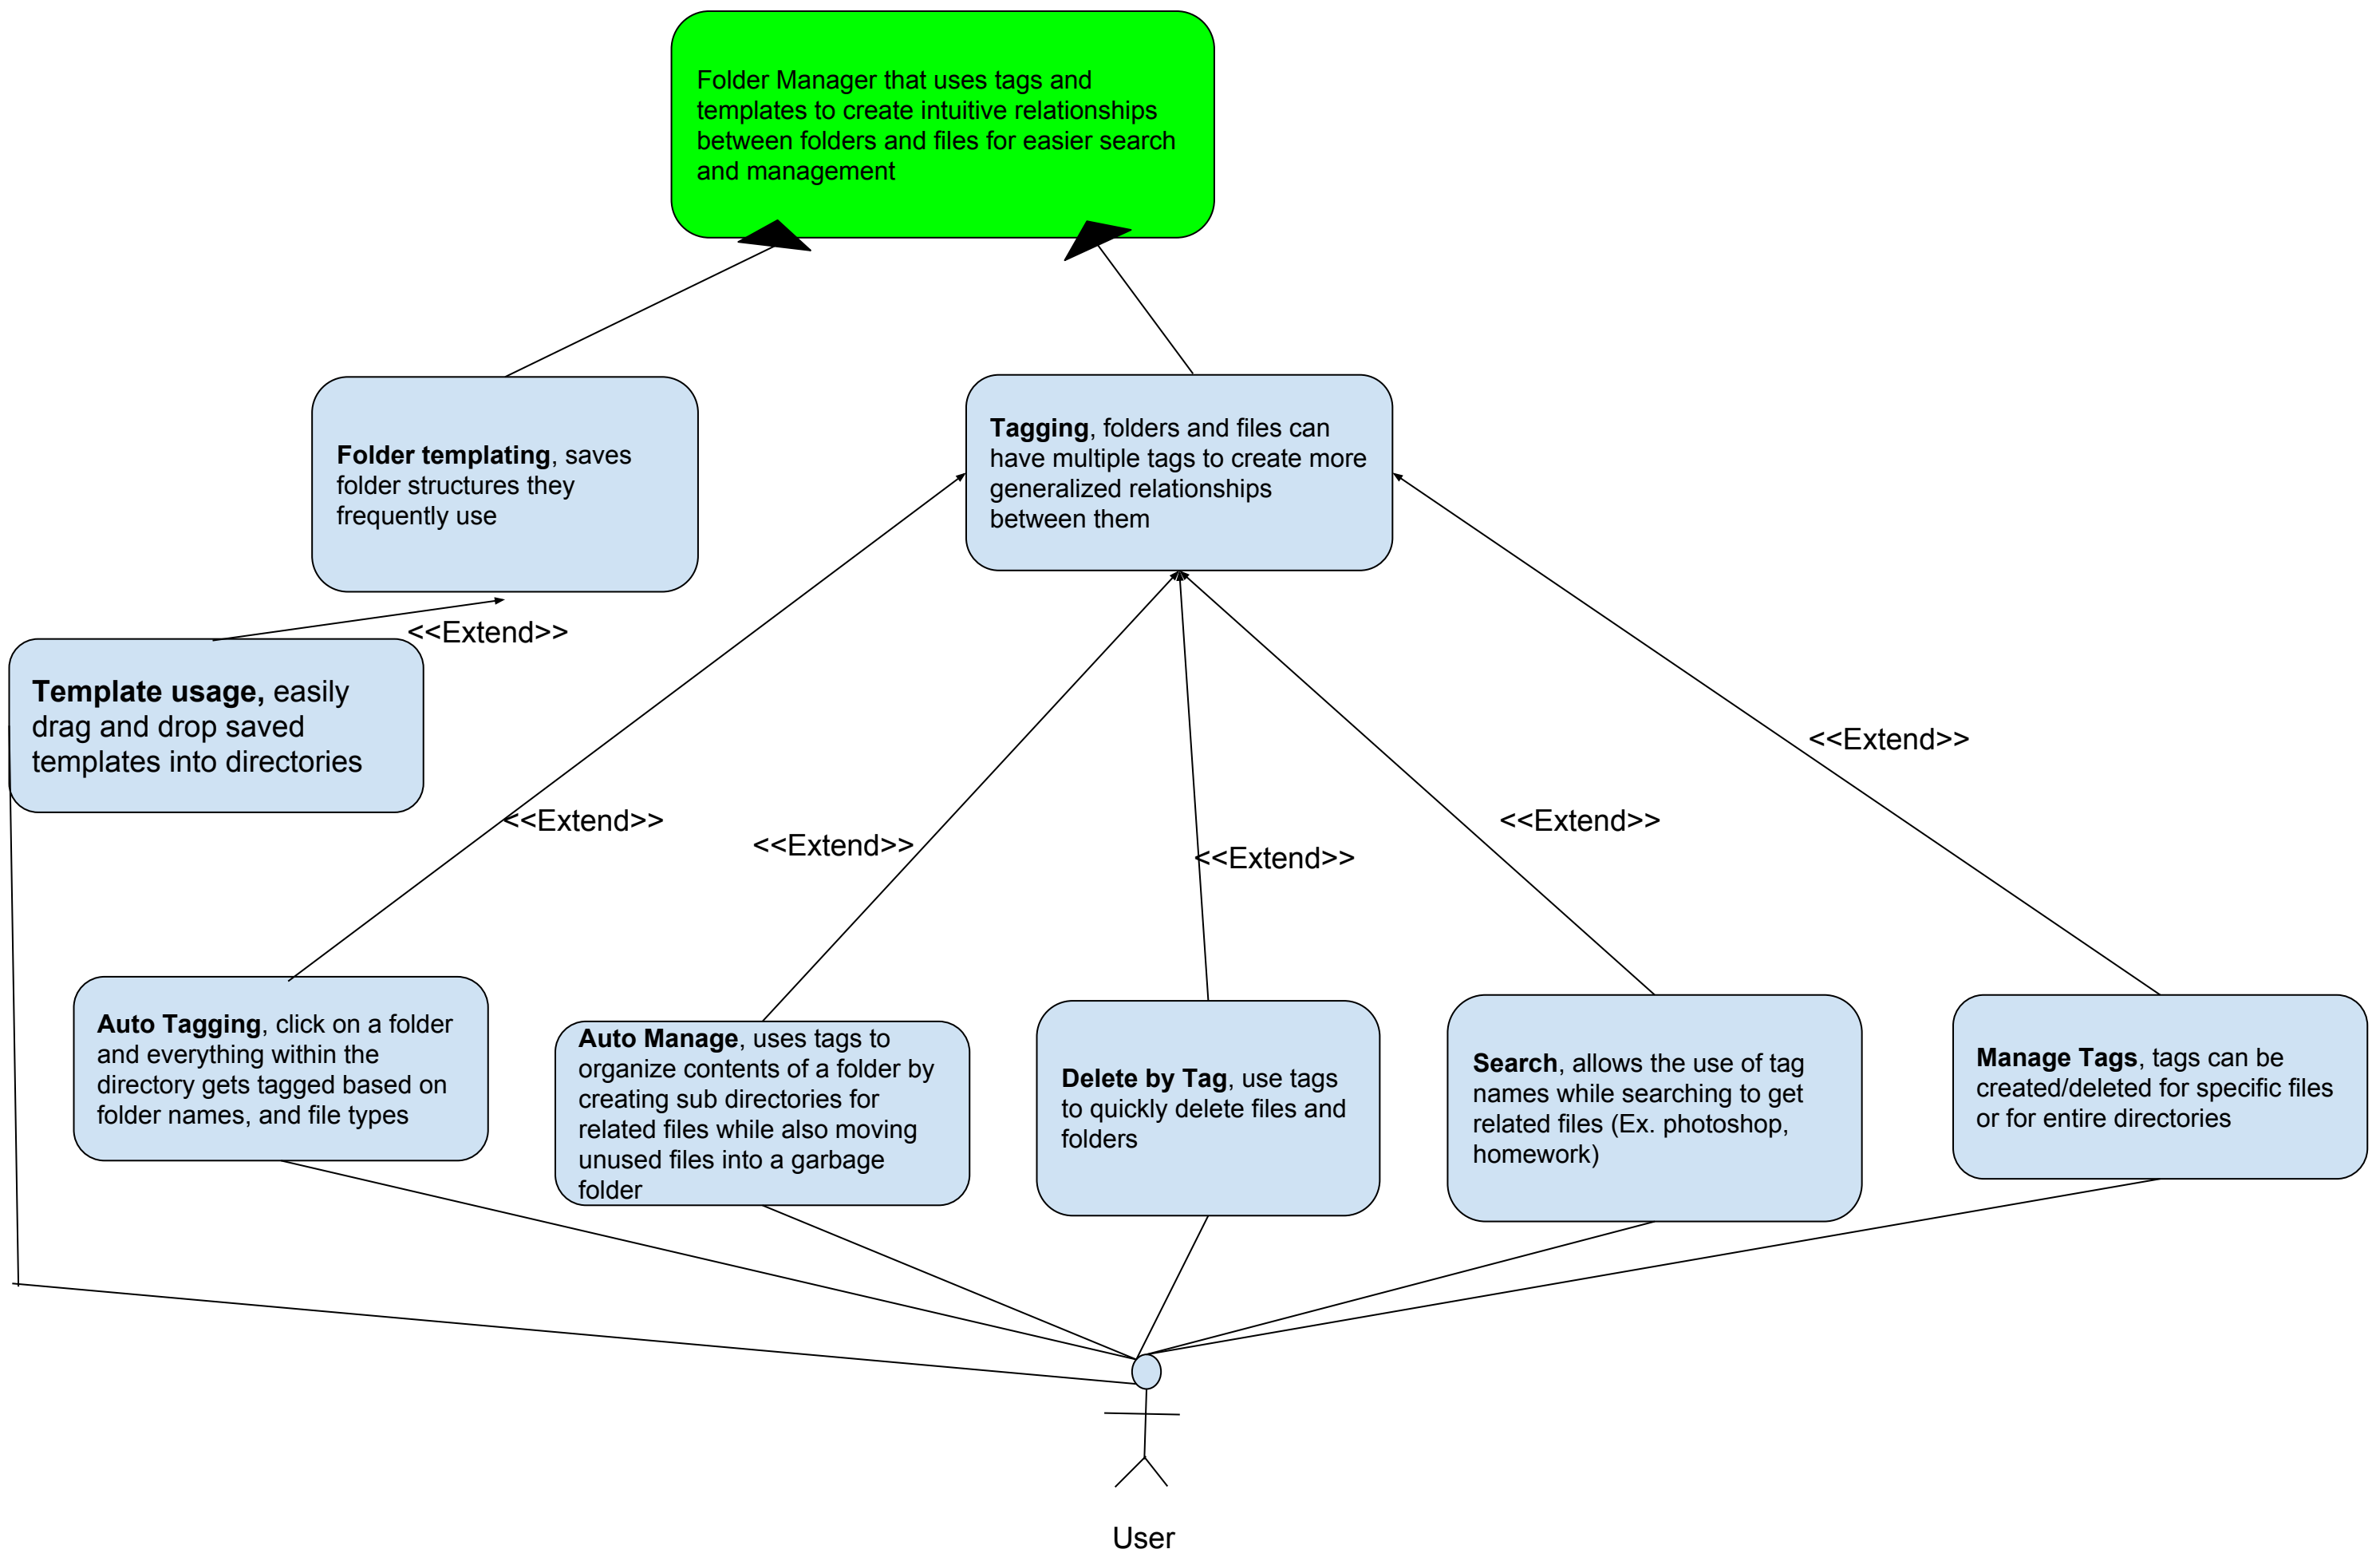 Folder Manager that uses tags and
templates to create intuitive relationships
between folders and files for easier search
and management
Folder templating, saves
folder structures they
frequently use
Tagging, folders and files can
have multiple tags to create more
generalized relationships
between them
<<Extend>>
Template usage, easily
drag and drop saved
templates into directories
<<Extend>>
<<Extend>>
<<Extend>>
<<Extend>>
<<Extend>>
Auto Tagging, click on a folder
and everything within the
directory gets tagged based on
folder names, and file types
Auto Manage, uses tags to
organize contents of a folder by
creating sub directories for
related files while also moving
unused files into a garbage
folder
Delete by Tag, use tags
to quickly delete files and
folders
Search, allows the use of tag
names while searching to get
related files (Ex. photoshop,
homework)
Manage Tags, tags can be
created/deleted for specific files
or for entire directories
User